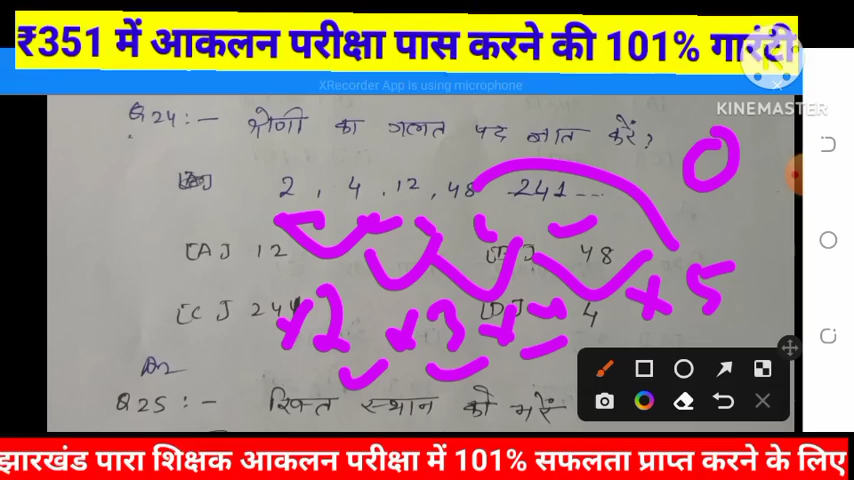 ₹351 में आकलन परीक्षा पास करने की 101% गारंटी
XRecorder App is using microphone
KINEMASTER
Q24:- श्रेणी का गलत पद ज्ञात करें?
2, 4, 12, 48 241...
[A] 12 48
[C] 244 [D] 4
×2 ×3 ×4 ×5
0
Q25:- रिक्त स्थान को भरें
झारखंड पारा शिक्षक आकलन परीक्षा में 101% सफलता प्राप्त करने के लिए